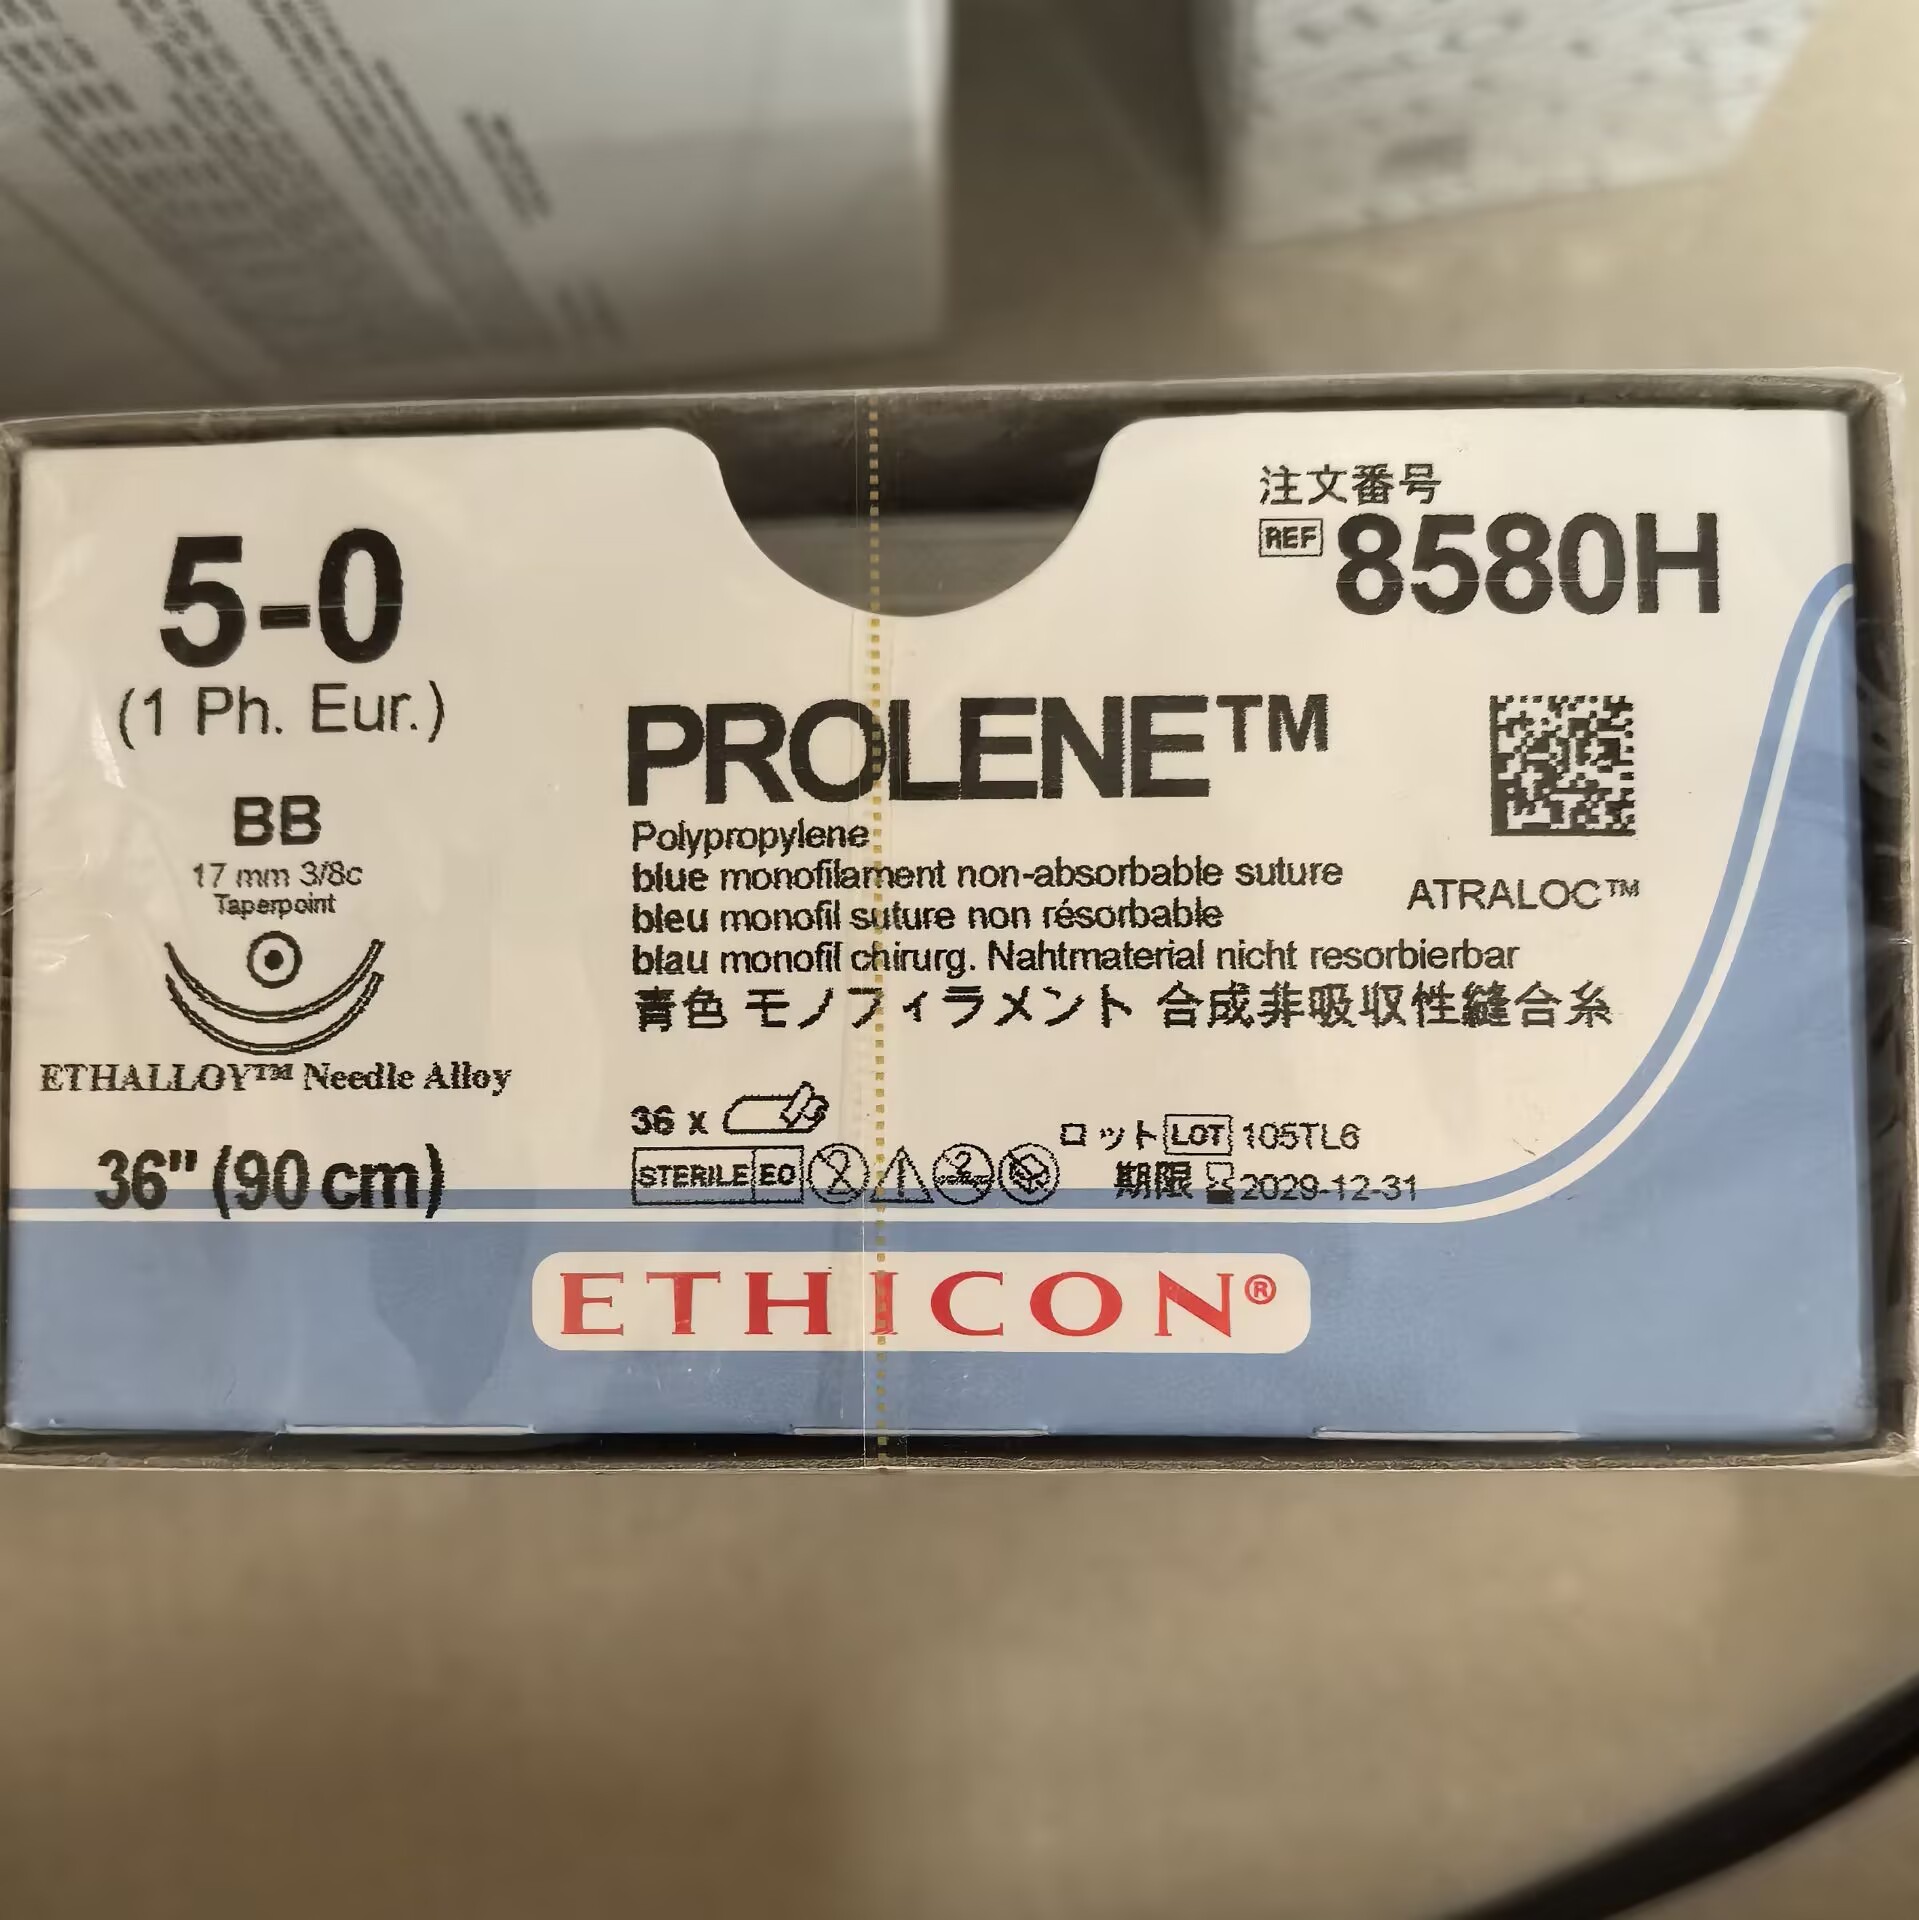 5-0
(1 Ph. Eur.)
BB
17 mm 3/8c
Taperpoint
ETHALLOY™ Needle Alloy
36" (90 cm)
注文番号
REF 8580H
PROLENE™
Polypropylene
blue monofilament non-absorbable suture
bleu monofil suture non résorbable
blau monofil chirurg. Nahtmaterial nicht resorbierbar
青色 モノフィラメント 合成非吸収性縫合糸
ATRALOC™
36 x
STERILE EO
ロット LOT 105TL6
期限 2029-12-31
ETHICON®